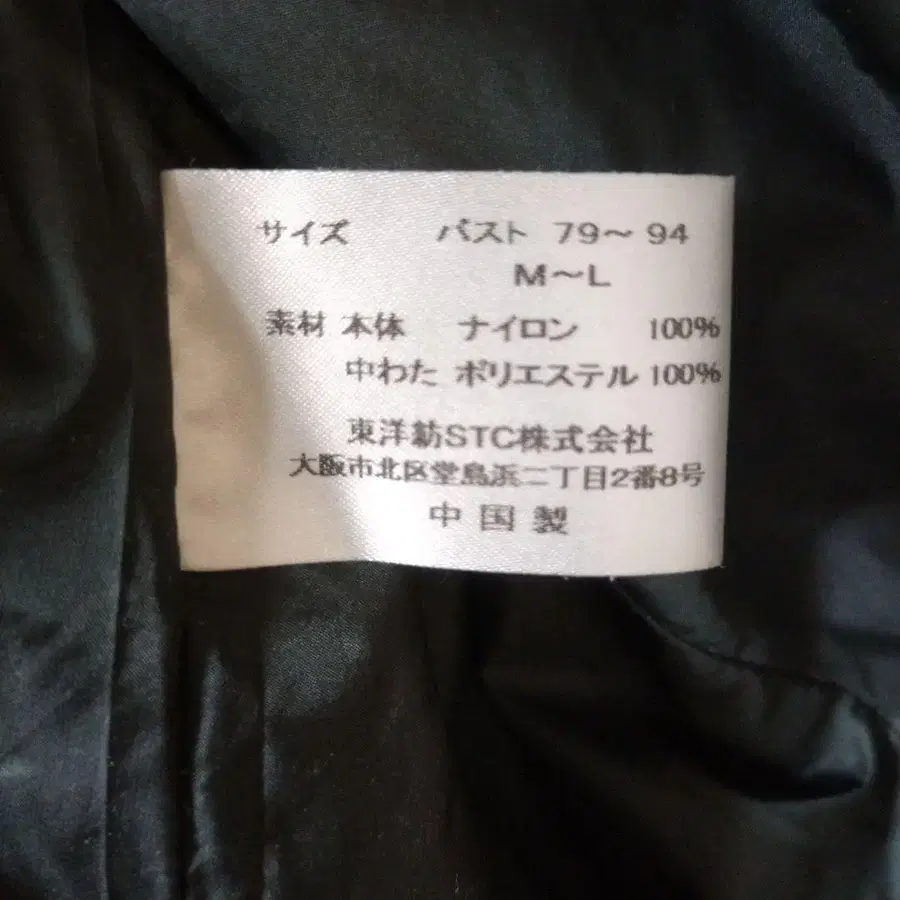 サイズ バスト 79～94
M～L
素材 本体 ナイロン 100%
中わた ポリエステル 100%
東洋紡STC株式会社
大阪市北区堂島浜二丁目2番8号
中国製